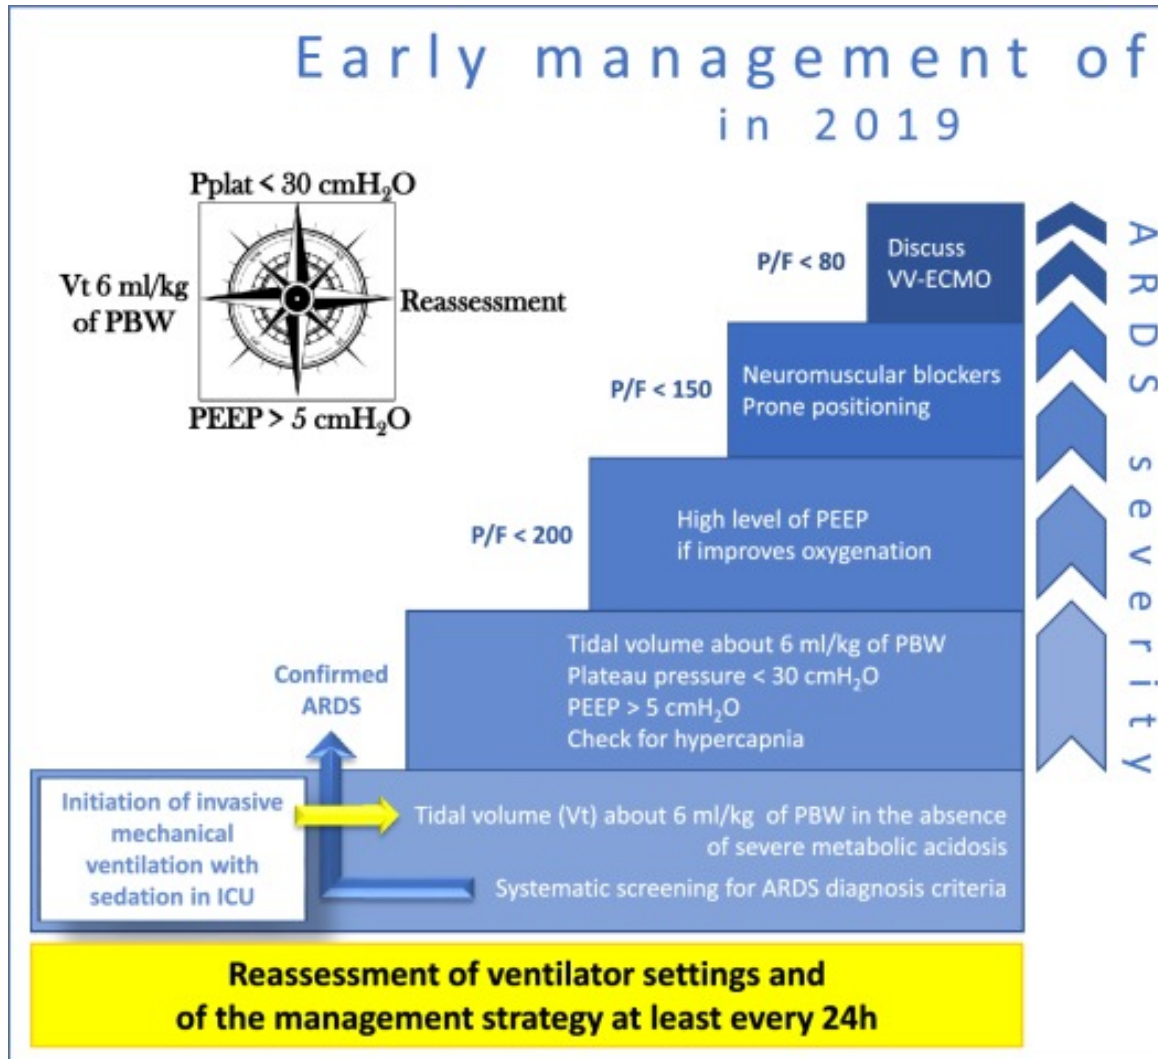 Early management of
in 2019
Pplat < 30 cmH₂O
Vt 6 ml/kg
of PBW
Reassessment
PEEP > 5 cmH₂O
P/F < 80
Discuss
VV-ECMO
P/F < 150
Neuromuscular blockers
Prone positioning
P/F < 200
High level of PEEP
if improves oxygenation
Confirmed
ARDS
Tidal volume about 6 ml/kg of PBW
Plateau pressure < 30 cmH₂O
PEEP > 5 cmH₂O
Check for hypercapnia
Initiation of invasive
mechanical
ventilation with
sedation in ICU
Tidal volume (Vt) about 6 ml/kg of PBW in the absence
of severe metabolic acidosis
Systematic screening for ARDS diagnosis criteria
ARDS severity
Reassessment of ventilator settings and
of the management strategy at least every 24h